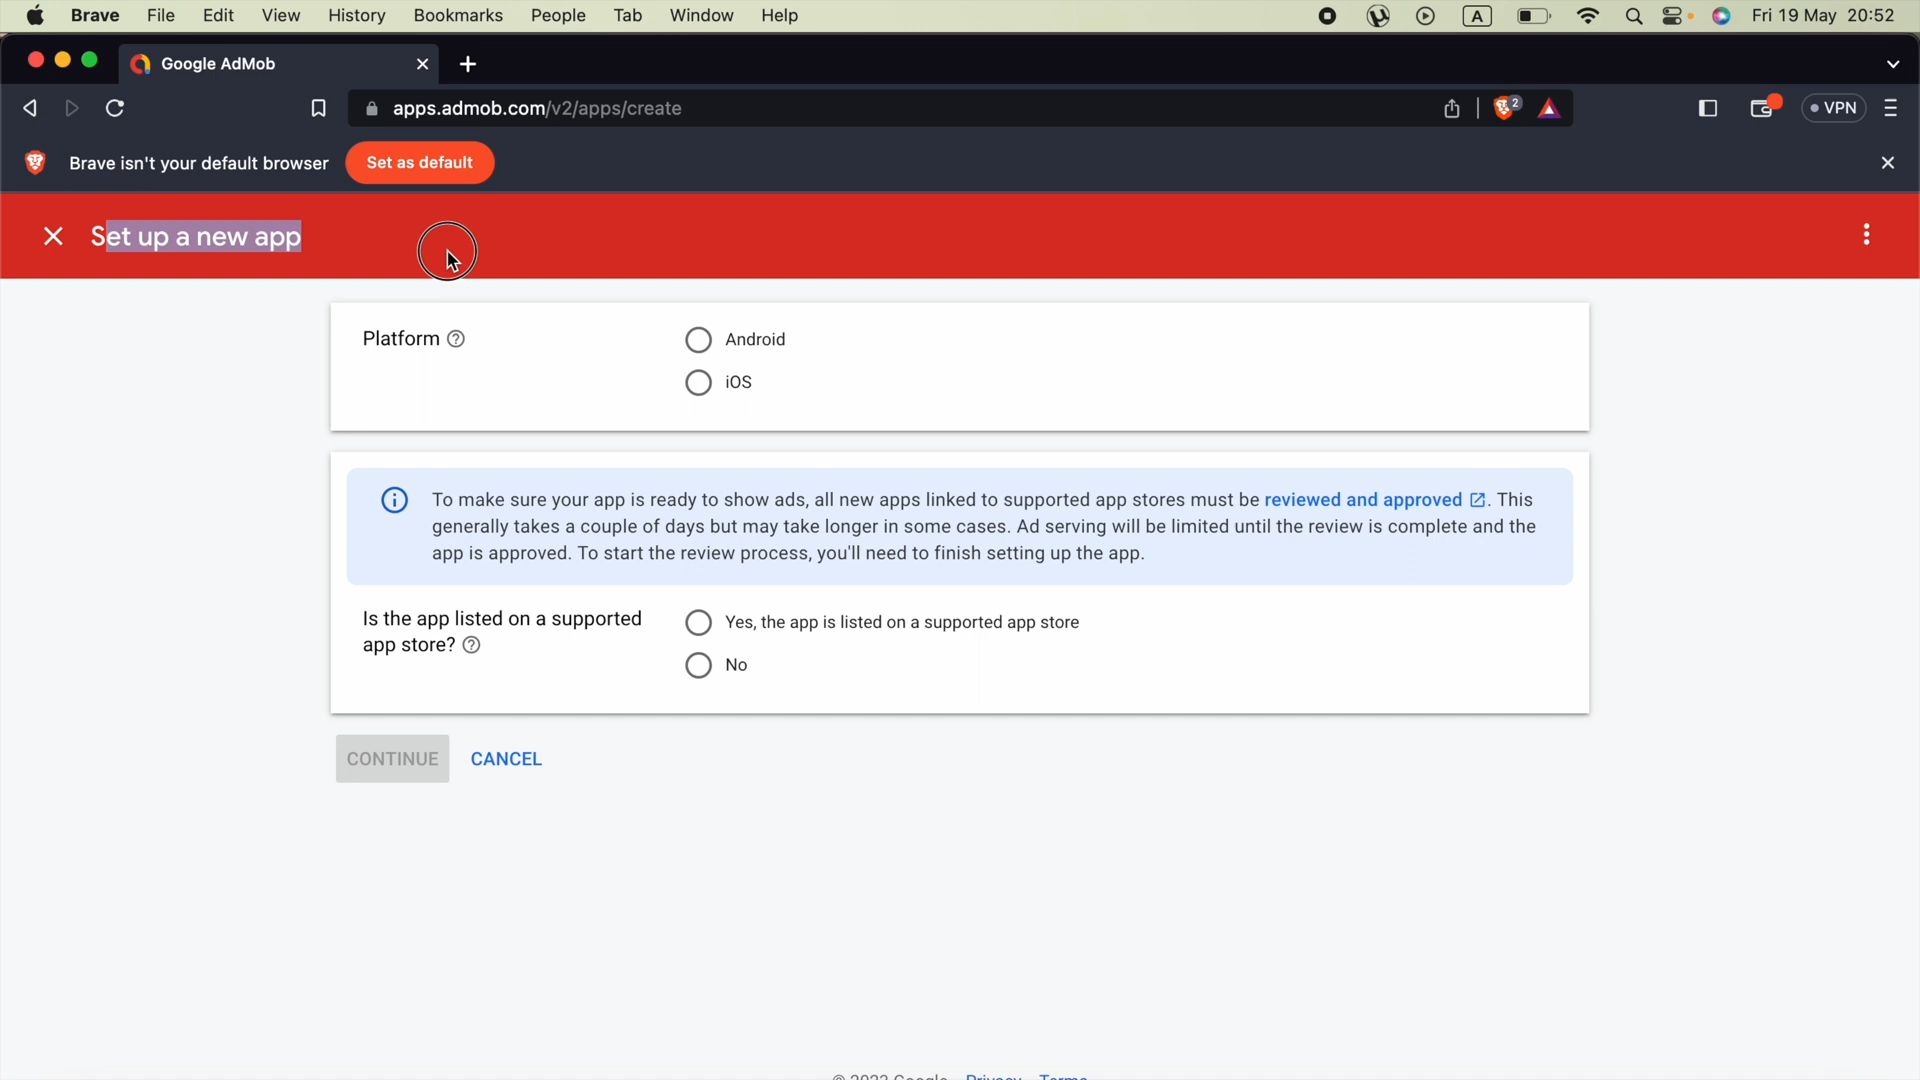 Brave File Edit View History Bookmarks People Tab Window Help A Fri 19 May 20:52
Google AdMob
apps.admob.com/v2/apps/create 2 VPN
Brave isn't your default browser Set as default
Set up a new app
Platform
Android
iOS
To make sure your app is ready to show ads, all new apps linked to supported app stores must be reviewed and approved. This
generally takes a couple of days but may take longer in some cases. Ad serving will be limited until the review is complete and the
app is approved. To start the review process, you'll need to finish setting up the app.
Is the app listed on a supported
app store?
Yes, the app is listed on a supported app store
No
CONTINUE CANCEL
© 2023 Google Privacy Terms